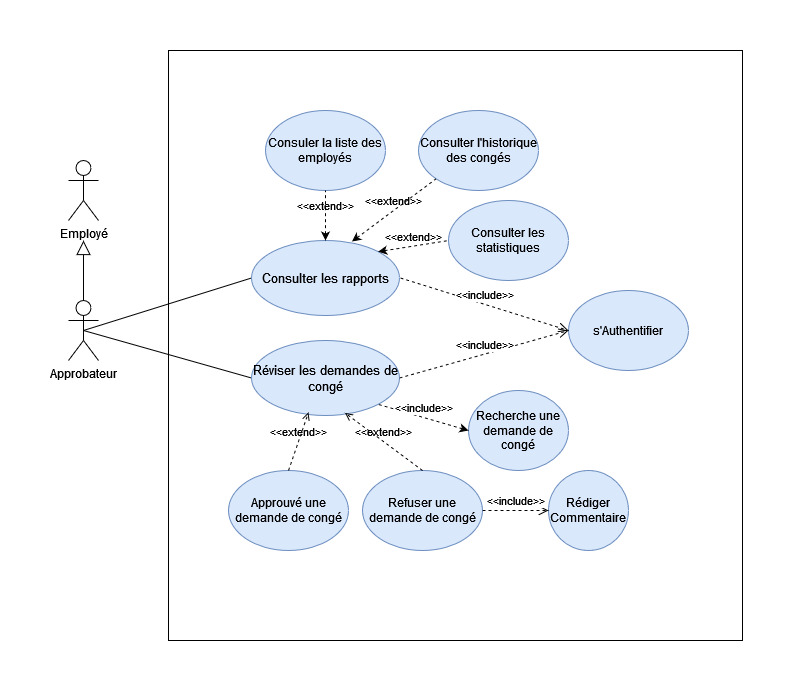 Consuler la liste des
employés
Consulter l'historique
des congés
<<extend>>
<<extend>>
Consulter les
statistiques
<<extend>>
Employé
Consulter les rapports
<<include>>
s'Authentifier
<<include>>
Approbateur
Réviser les demandes de
congé
<<include>>
Recherche une
demande de
congé
<<extend>>
<<extend>>
Approuvé une
demande de congé
Refuser une
demande de congé
<<include>>
Rédiger
Commentaire